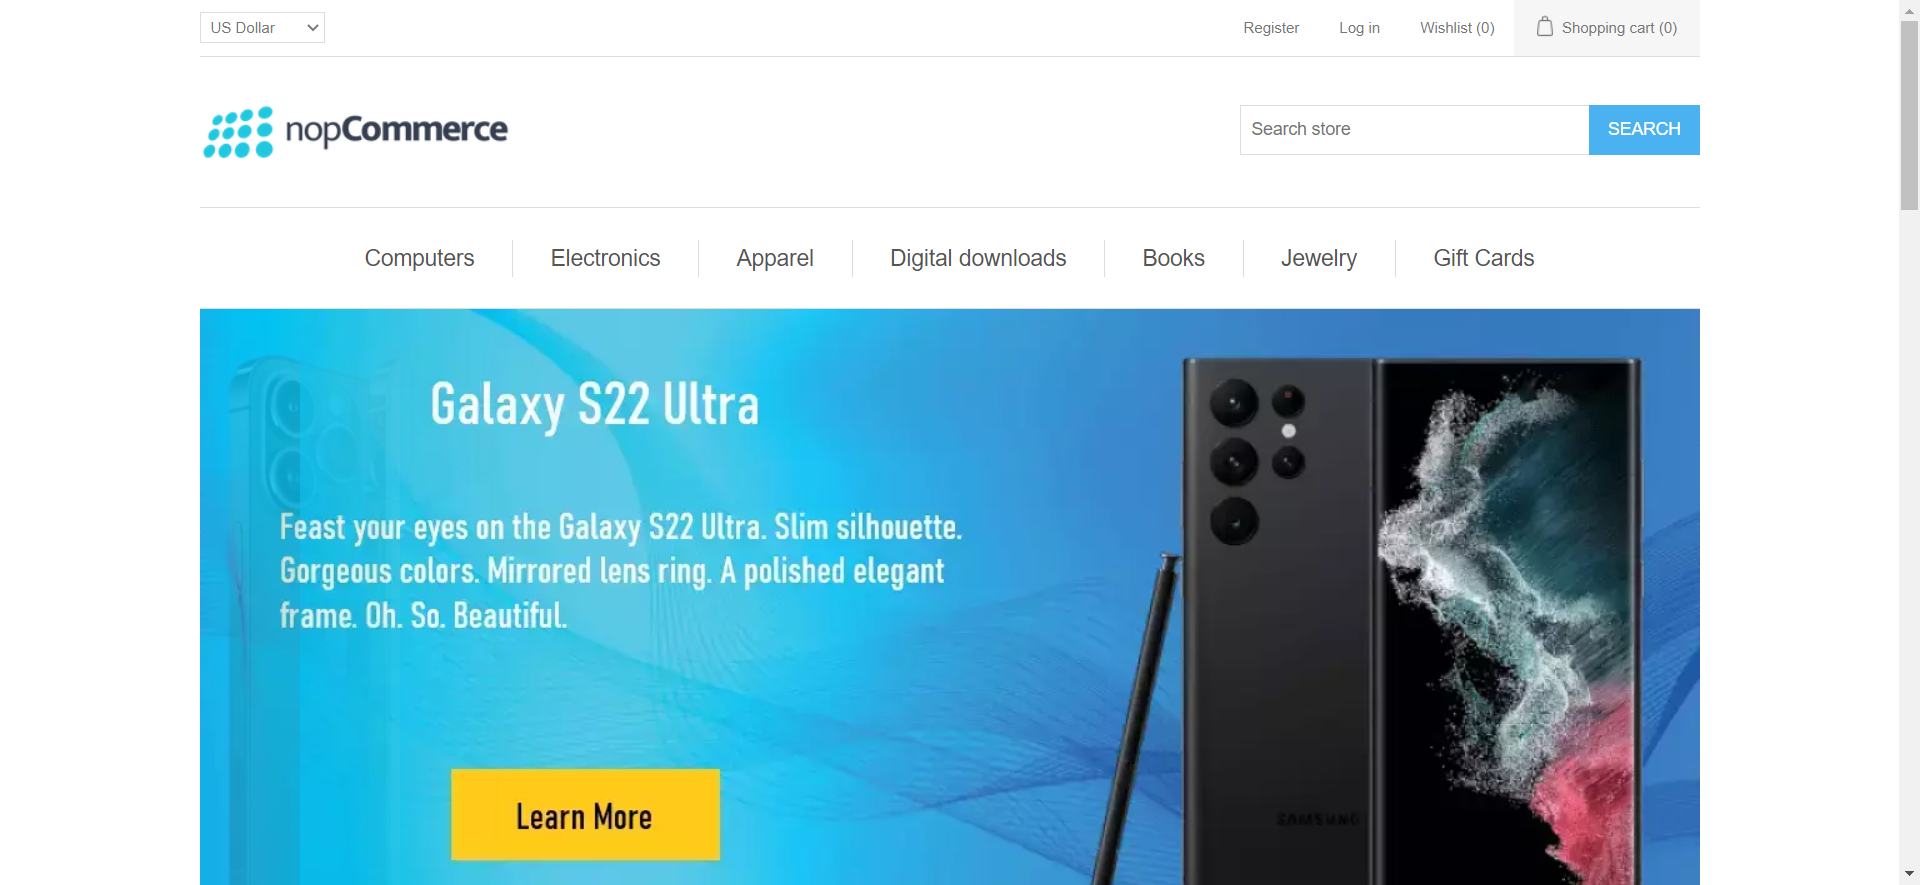 US Dollar
Register
Log in
Wishlist (0)
Shopping cart (0)
nopCommerce
Search store
SEARCH
Computers
Electronics
Apparel
Digital downloads
Books
Jewelry
Gift Cards
Galaxy S22 Ultra
Feast your eyes on the Galaxy S22 Ultra. Slim silhouette.
Gorgeous colors. Mirrored lens ring. A polished elegant
frame. Oh. So. Beautiful.
Learn More
SAMSUNG